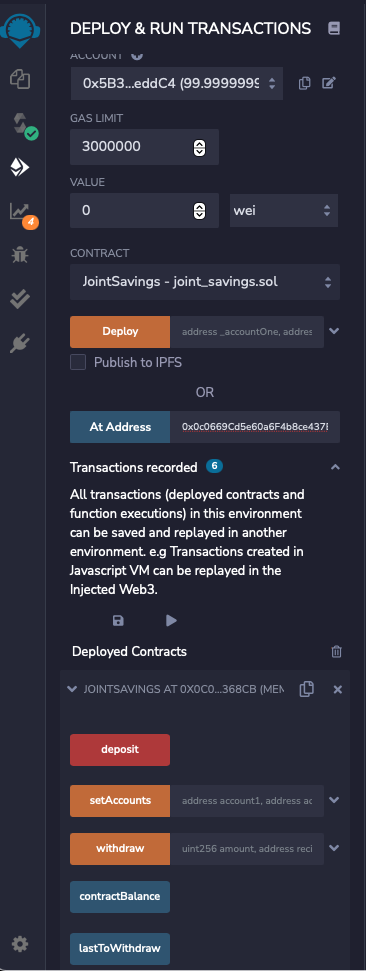 DEPLOY & RUN TRANSACTIONS
ACCOUNT
0x5B3...eddC4 (99.9999999
GAS LIMIT
3000000
VALUE
0
wei
CONTRACT
JointSavings - joint_savings.sol
Deploy
address _accountOne, addres
Publish to IPFS
OR
At Address
0x0c0669Cd5e60a6F4b8ce437
Transactions recorded 6
All transactions (deployed contracts and
function executions) in this environment
can be saved and replayed in another
environment. e.g Transactions created in
Javascript VM can be replayed in the
Injected Web3.
4
Deployed Contracts
JOINTSAVINGS AT 0X0C0...368CB (MEM
deposit
setAccounts
address account1, address ac
withdraw
uint256 amount, address reci
contractBalance
lastToWithdraw